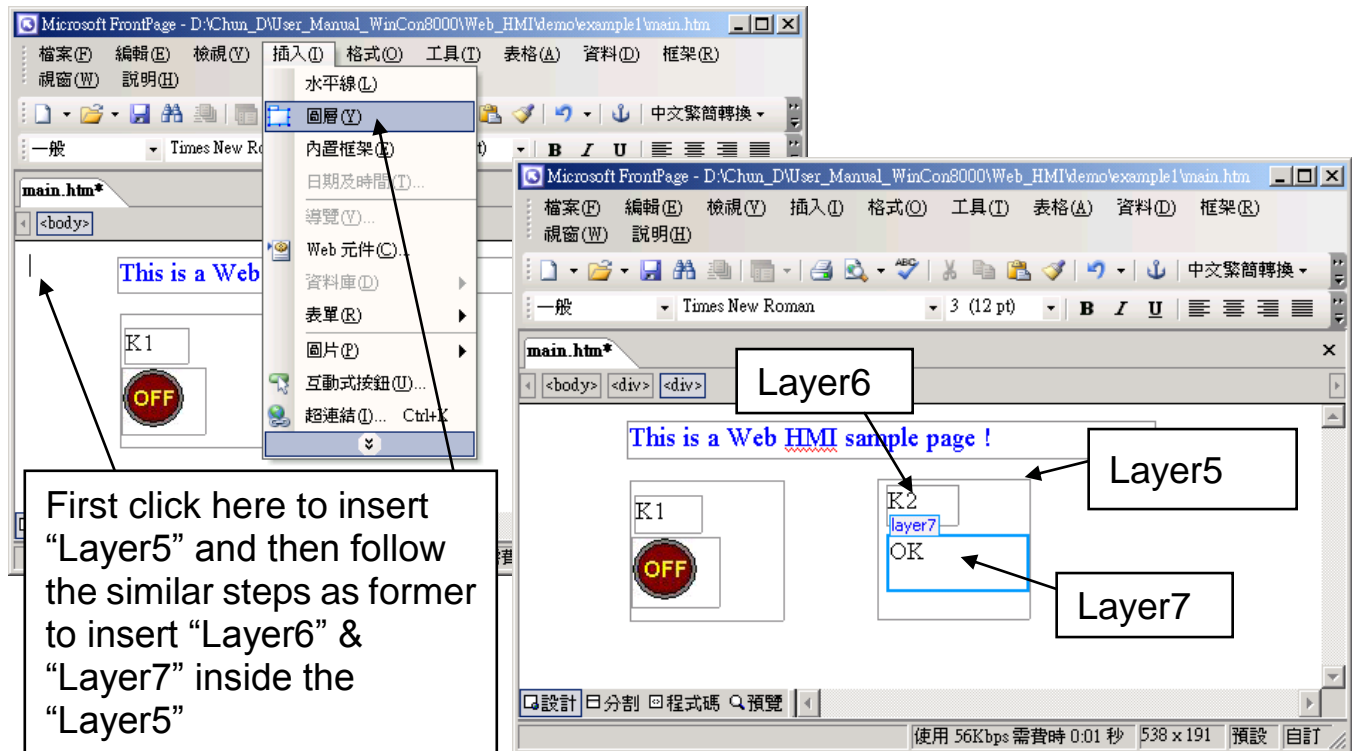 Microsoft FrontPage - D:\Chun_D\User_Manual_WinCon8000\Web_HMI\demo\example1\main.htm
檔案(F) 編輯(E) 檢視(V) 插入(I) 格式(O) 工具(T) 表格(A) 資料(D) 框架(R)
視窗(W) 說明(H)
中文繁簡轉換
一般 Times New Ro
B I U
main.htm*
<body>
This is a Web
K1
OFF
水平線(L)
圖層(Y)
內置框架(E)
日期及時間(T)...
導覽(V)...
Web 元件(C)...
資料庫(D)
表單(R)
圖片(P)
互動式按鈕(U)...
超連結(I)... Ctrl+K
First click here to insert
“Layer5” and then follow
the similar steps as former
to insert “Layer6” &
“Layer7” inside the
“Layer5”
Microsoft FrontPage - D:\Chun_D\User_Manual_WinCon8000\Web_HMI\demo\example1\main.htm
檔案(F) 編輯(E) 檢視(V) 插入(I) 格式(O) 工具(T) 表格(A) 資料(D) 框架(R)
視窗(W) 說明(H)
ABC 中文繁簡轉換
一般 Times New Roman 3 (12 pt) B I U
main.htm*
<body> <div> <div>
Layer6
This is a Web HMI sample page !
Layer5
K1
OFF
K2
layer7
OK
Layer7
設計 分割 程式碼 預覽
使用 56Kbps 需費時 0:01 秒 538 x 191 預設 自訂